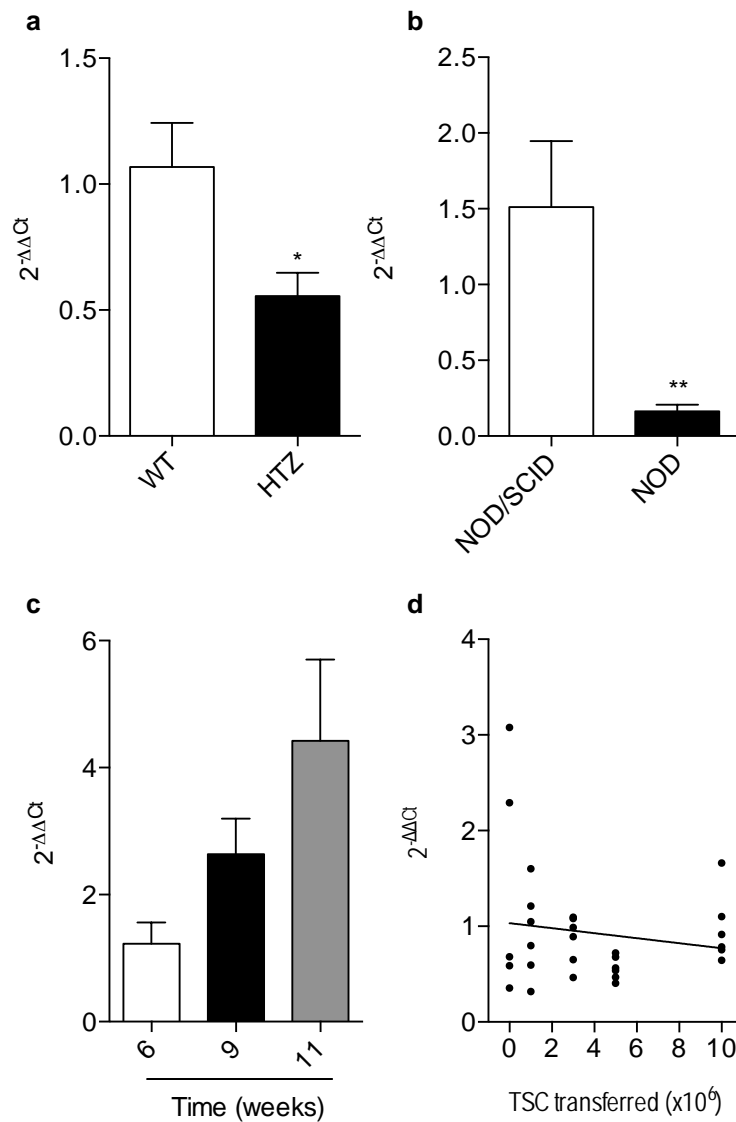 a
1.5
1.0
0.5
0.0
2-ΔΔCt
*
WT
HTZ
b
2.5
2.0
1.5
1.0
0.5
0.0
2-ΔΔCt
**
NOD/SCID
NOD
c
6
4
2
0
2-ΔΔCt
6
9
11
Time (weeks)
d
4
3
2
1
0
2-ΔΔCt
0 2 4 6 8 10
TSC transferred (x10⁶)